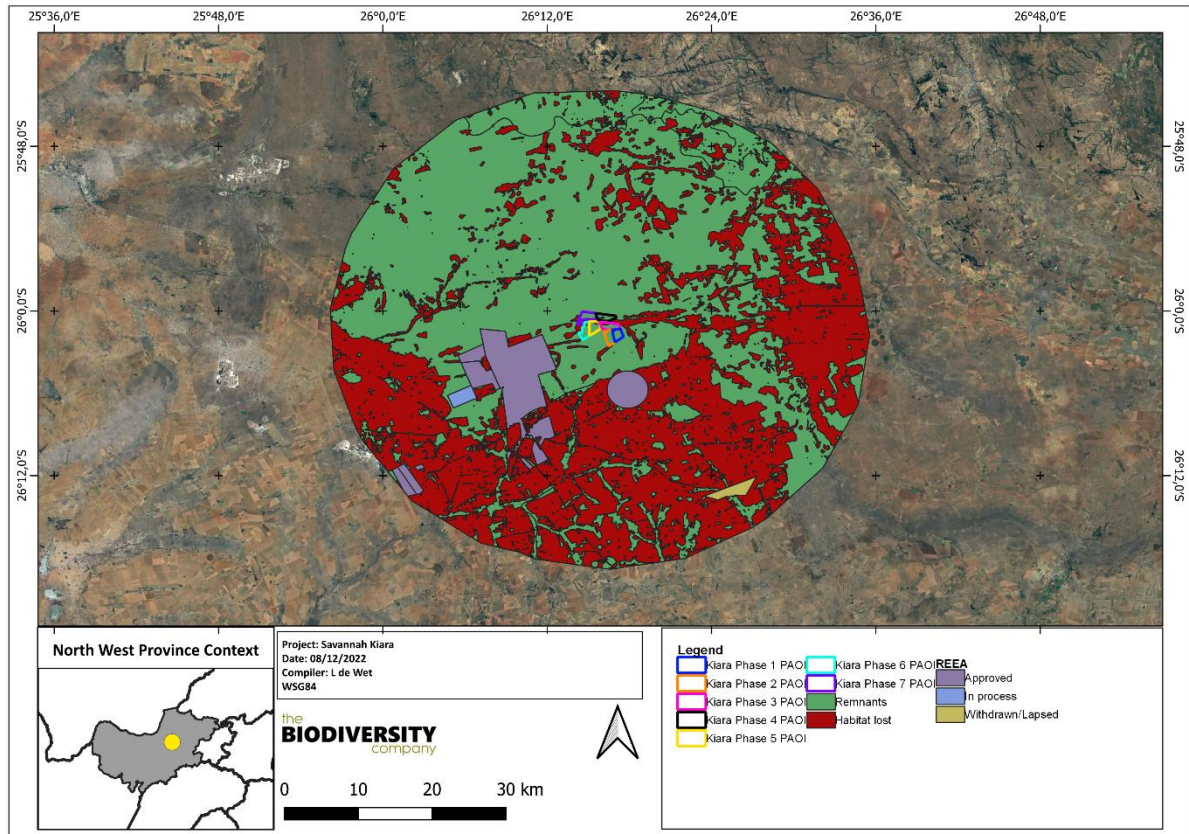 25°36,0'E 25°48,0'E 26°0,0'E 26°12,0'E 26°24,0'E 26°36,0'E 26°48,0'E
25°48,0'S 25°48,0'S
26°0,0'S 26°0,0'S
26°12,0'S 26°12,0'S
North West Province Context
Project: Savannah Kiara
Date: 08/12/2022
Compiler: L de Wet
WSG84
the
BIODIVERSITY
company
0 10 20 30 km
Legend
Kiara Phase 1 PAOI
Kiara Phase 2 PAOI
Kiara Phase 3 PAOI
Kiara Phase 4 PAOI
Kiara Phase 5 PAOI
Kiara Phase 6 PAOI
Kiara Phase 7 PAOI
Remnants
Habitat lost
REEA
Approved
In process
Withdrawn/Lapsed